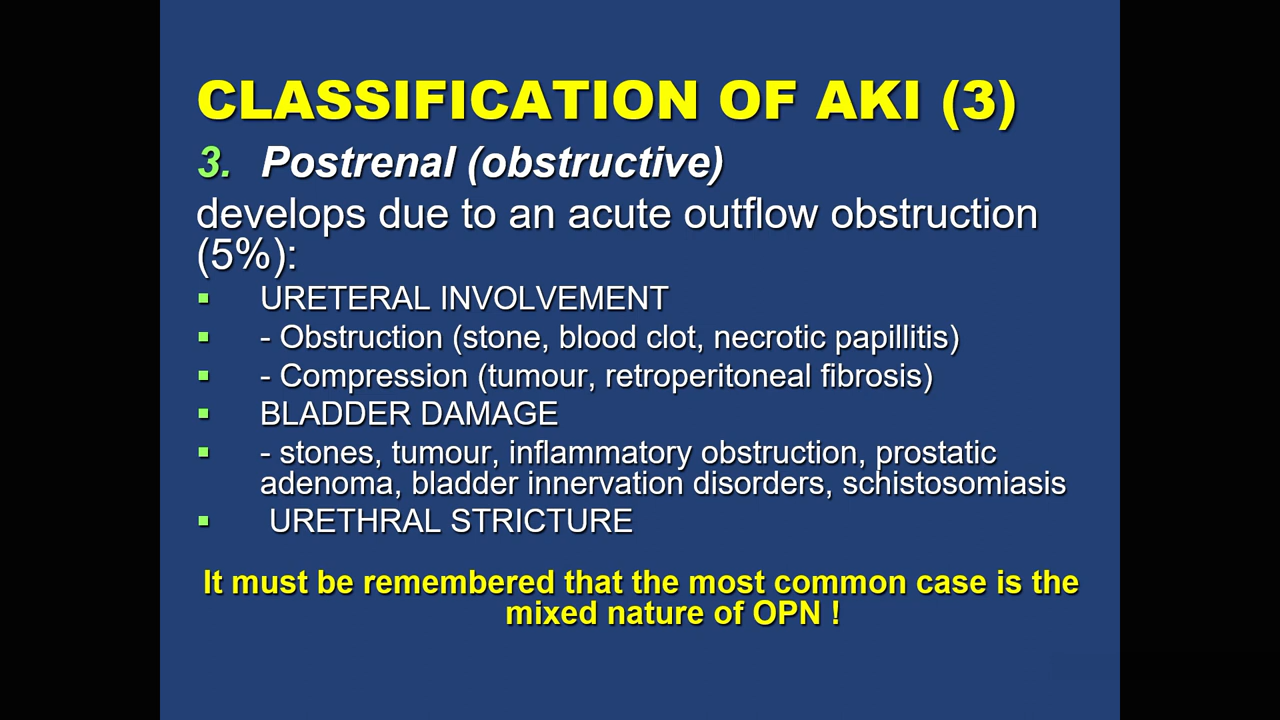 CLASSIFICATION OF AKI (3)
3. Postrenal (obstructive)
develops due to an acute outflow obstruction
(5%):
▪ URETERAL INVOLVEMENT
▪ - Obstruction (stone, blood clot, necrotic papillitis)
▪ - Compression (tumour, retroperitoneal fibrosis)
▪ BLADDER DAMAGE
▪ - stones, tumour, inflammatory obstruction, prostatic
adenoma, bladder innervation disorders, schistosomiasis
▪ URETHRAL STRICTURE
It must be remembered that the most common case is the
mixed nature of OPN !